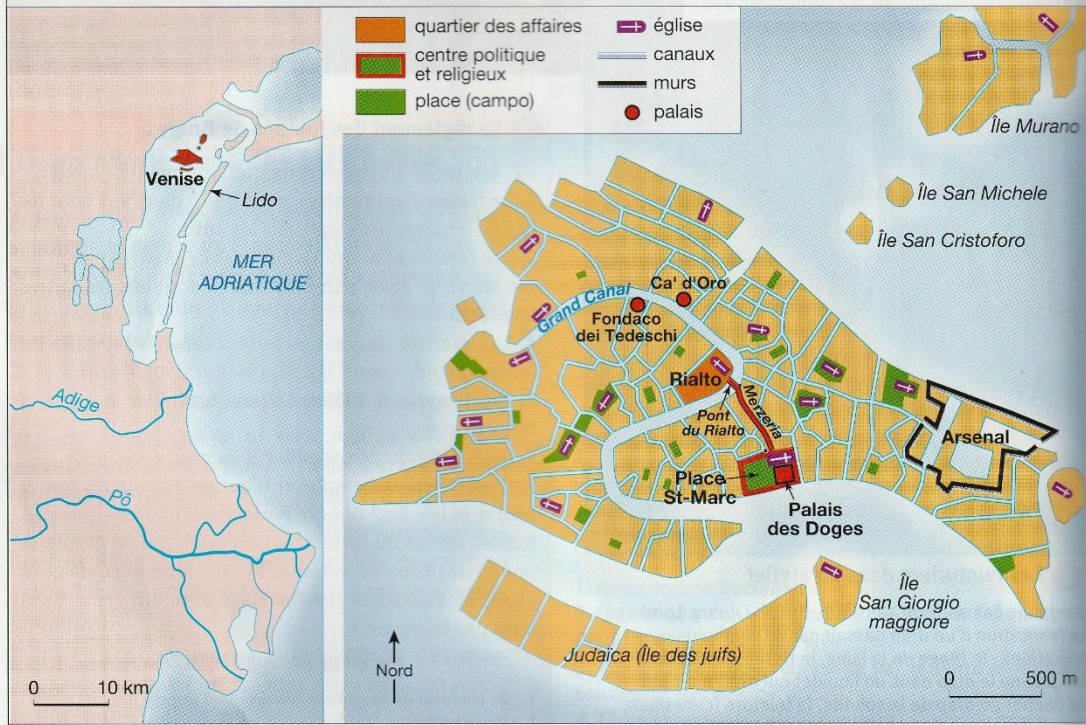 quartier des affaires
centre politique
et religieux
place (campo)
église
canaux
murs
palais
Venise
Lido
MER
ADRIATIQUE
Adige
Pô
0 10 km
Île Murano
Île San Michele
Île San Cristoforo
Ca' d'Oro
Grand Canal
Fondaco
dei Tedeschi
Rialto
Pont
du Rialto
Merzeria
Arsenal
Place
St-Marc
Palais
des Doges
Île
San Giorgio
maggiore
Judaïca (Île des juifs)
Nord
0 500 m